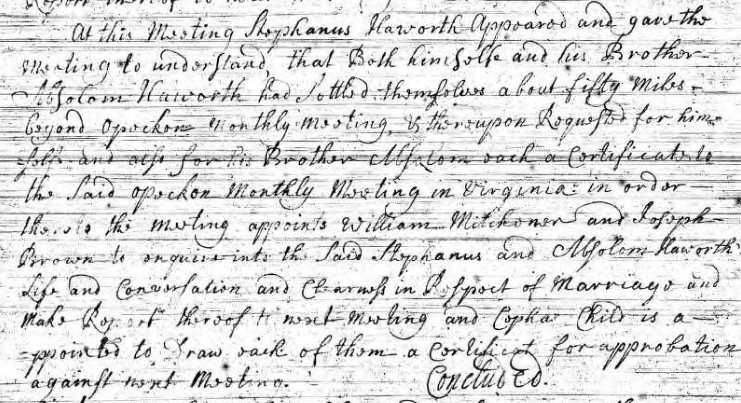 Report thereof to next
At this Meeting Stephanus Haworth Appeared and gave the
Meeting to understand, that Both himselfe and his Brother
Absolom Haworth had Settled themselves about fifty Miles
beyond Opeckon Monthly Meeting, & thereupon Requested for him=
selfe and also for his Brother Absolom each a Certificate to
the Said Opeckon Monthly Meeting in Virginia: in order
thereto the Meeting appoints William Mitchener and Joseph
Brown to enquire into the Said Stephanus and Absolom Haworth
Life and Conversation and Clearness in Respect of Marriage and
Make Report thereof to next Meeting and Cephas Child is a=
ppointed to Draw each of them a Certificat for approbation
against next Meeting. Concluded.